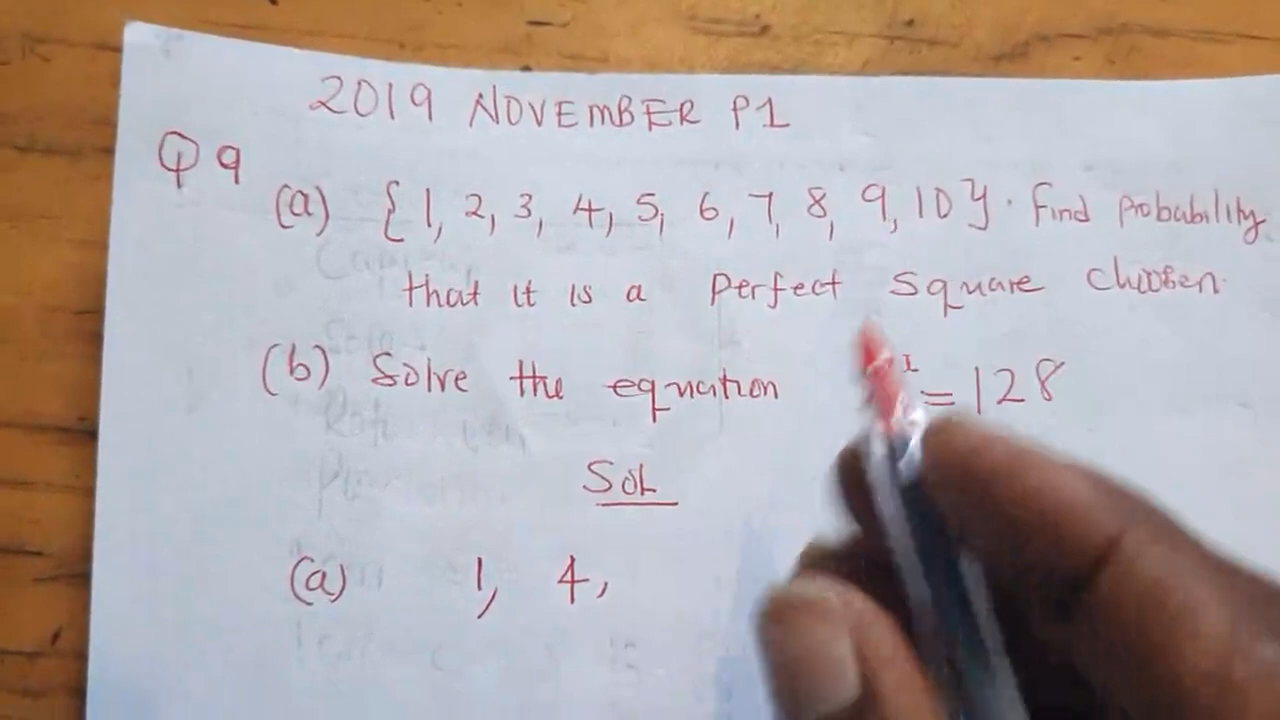 2019 NOVEMBER P1
Q9
(a) {1, 2, 3, 4, 5, 6, 7, 8, 9, 10}. Find probability
that it is a perfect square choosen.
(b) Solve the equation = 128
Sol
(a) 1, 4,